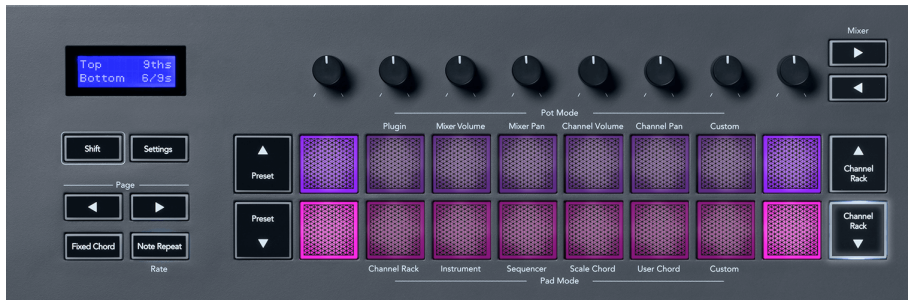 Mixer
Top 9ths
Bottom 6/9s
Pot Mode
Plugin Mixer Volume Mixer Pan Channel Volume Channel Pan Custom
Shift Settings
Preset
Channel
Rack
Page
Preset
Channel
Rack
Fixed Chord Note Repeat
Rate
Channel Rack Instrument Sequencer Scale Chord User Chord Custom
Pad Mode